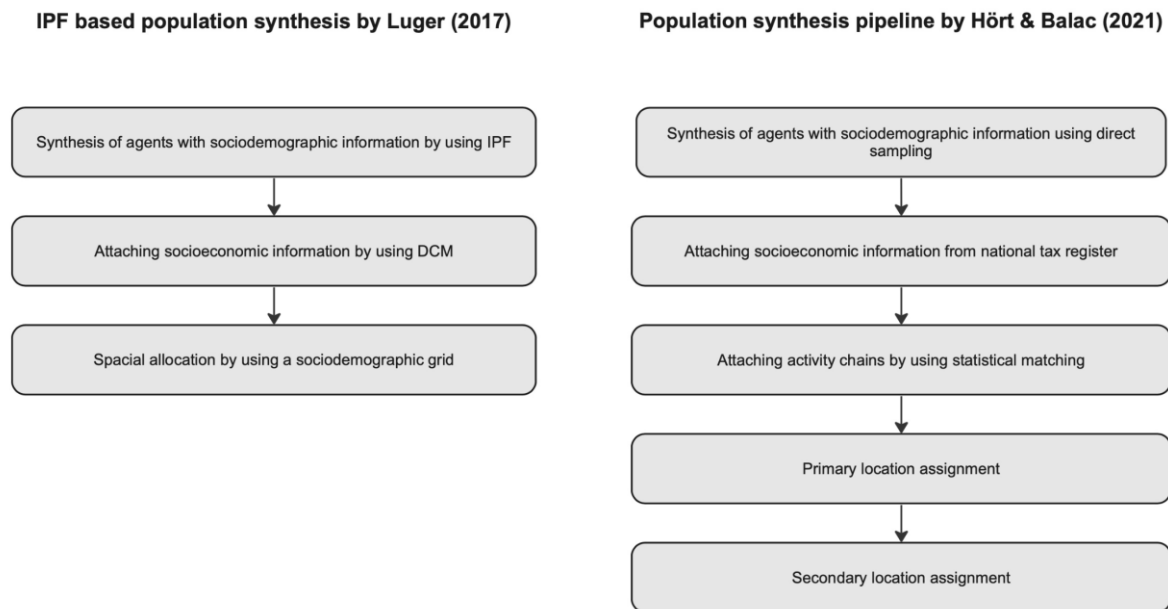 IPF based population synthesis by Luger (2017)
Synthesis of agents with sociodemographic information by using IPF
Attaching socioeconomic information by using DCM
Spacial allocation by using a sociodemographic grid
Population synthesis pipeline by Hört & Balac (2021)
Synthesis of agents with sociodemographic information using direct
sampling
Attaching socioeconomic information from national tax register
Attaching activity chains by using statistical matching
Primary location assignment
Secondary location assignment